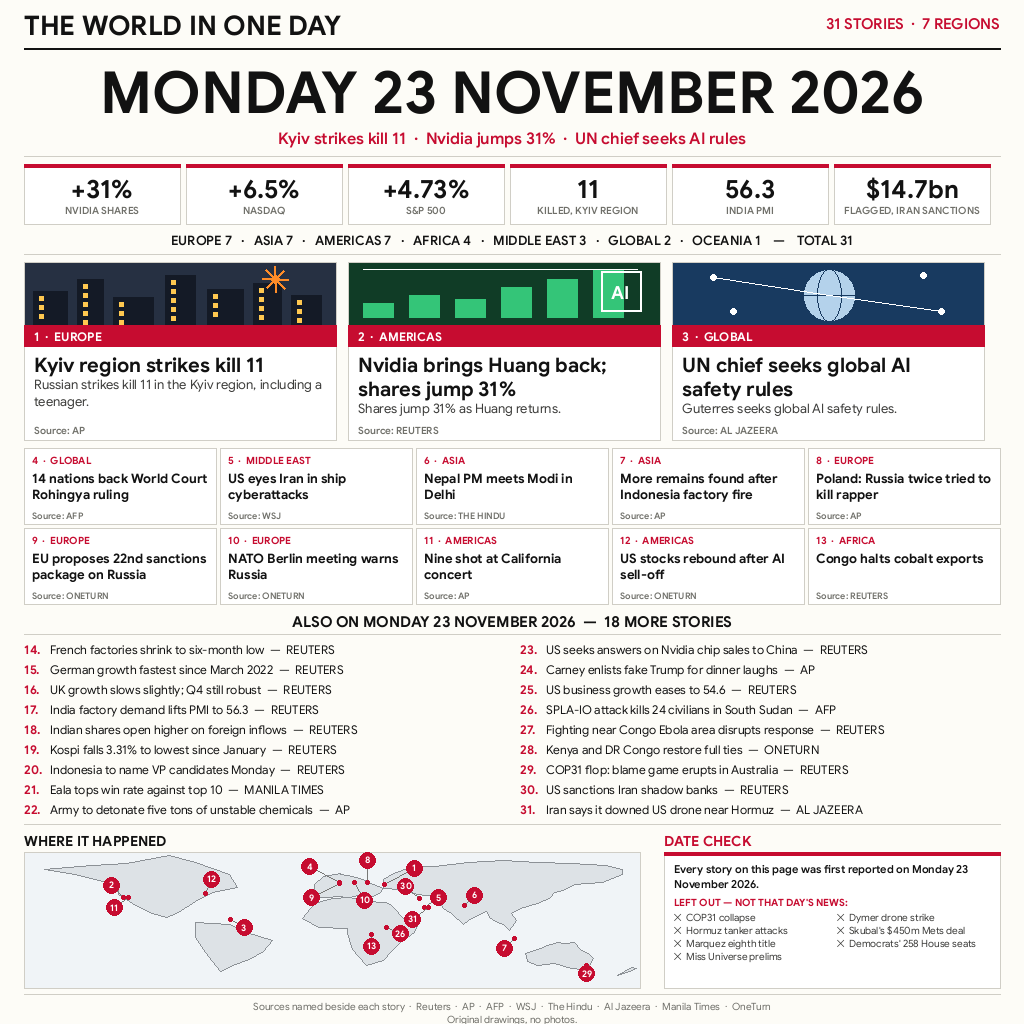 THE WORLD IN ONE DAY
31 STORIES · 7 REGIONS
MONDAY 23 NOVEMBER 2026
Kyiv strikes kill 11 · Nvidia jumps 31% · UN chief seeks AI rules
+31%
NVIDIA SHARES
+6.5%
NASDAQ
+4.73%
S&P 500
11
KILLED, KYIV REGION
56.3
INDIA PMI
$14.7bn
FLAGGED, IRAN SANCTIONS
EUROPE 7 · ASIA 7 · AMERICAS 7 · AFRICA 4 · MIDDLE EAST 3 · GLOBAL 2 · OCEANIA 1 — TOTAL 31
1 · EUROPE
Kyiv region strikes kill 11
Russian strikes kill 11 in the Kyiv region, including a
teenager.
Source: AP
AI
2 · AMERICAS
Nvidia brings Huang back;
shares jump 31%
Shares jump 31% as Huang returns.
Source: REUTERS
3 · GLOBAL
UN chief seeks global AI
safety rules
Guterres seeks global AI safety rules.
Source: AL JAZEERA
4 · GLOBAL
14 nations back World Court
Rohingya ruling
Source: AFP
5 · MIDDLE EAST
US eyes Iran in ship
cyberattacks
Source: WSJ
6 · ASIA
Nepal PM meets Modi in
Delhi
Source: THE HINDU
7 · ASIA
More remains found after
Indonesia factory fire
Source: AP
8 · EUROPE
Poland: Russia twice tried to
kill rapper
Source: AP
9 · EUROPE
EU proposes 22nd sanctions
package on Russia
Source: ONETURN
10 · EUROPE
NATO Berlin meeting warns
Russia
Source: ONETURN
11 · AMERICAS
Nine shot at California
concert
Source: AP
12 · AMERICAS
US stocks rebound after AI
sell-off
Source: ONETURN
13 · AFRICA
Congo halts cobalt exports
Source: REUTERS
ALSO ON MONDAY 23 NOVEMBER 2026 — 18 MORE STORIES
14. French factories shrink to six-month low — REUTERS
15. German growth fastest since March 2022 — REUTERS
16. UK growth slows slightly; Q4 still robust — REUTERS
17. India factory demand lifts PMI to 56.3 — REUTERS
18. Indian shares open higher on foreign inflows — REUTERS
19. Kospi falls 3.31% to lowest since January — REUTERS
20. Indonesia to name VP candidates Monday — REUTERS
21. Eala tops win rate against top 10 — MANILA TIMES
22. Army to detonate five tons of unstable chemicals — AP
23. US seeks answers on Nvidia chip sales to China — REUTERS
24. Carney enlists fake Trump for dinner laughs — AP
25. US business growth eases to 54.6 — REUTERS
26. SPLA-IO attack kills 24 civilians in South Sudan — AFP
27. Fighting near Congo Ebola area disrupts response — REUTERS
28. Kenya and DR Congo restore full ties — ONETURN
29. COP31 flop: blame game erupts in Australia — REUTERS
30. US sanctions Iran shadow banks — REUTERS
31. Iran says it downed US drone near Hormuz — AL JAZEERA
WHERE IT HAPPENED
4
8
1
2
12
30
9
10
5
6
11
3
31
26
13
7
29
DATE CHECK
Every story on this page was first reported on Monday 23
November 2026.
LEFT OUT — NOT THAT DAY'S NEWS:
× COP31 collapse
× Hormuz tanker attacks
× Marquez eighth title
× Miss Universe prelims
× Dymer drone strike
× Skubal's $450m Mets deal
× Democrats' 258 House seats
Sources named beside each story · Reuters · AP · AFP · WSJ · The Hindu · Al Jazeera · Manila Times · OneTurn
Original drawings, no photos.